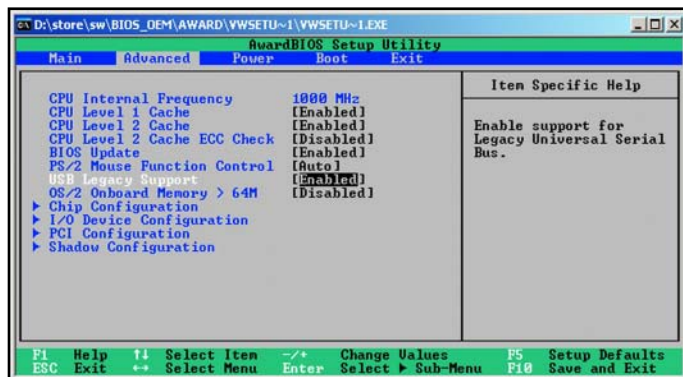 D:\store\sw\BIOS_OEM\AWARD\VWSETU~1\VWSETU~1.EXE
AwardBIOS Setup Utility
Main Advanced Power Boot Exit
CPU Internal Frequency 1000 MHz
CPU Level 1 Cache [Enabled]
CPU Level 2 Cache [Enabled]
CPU Level 2 Cache ECC Check [Disabled]
BIOS Update [Enabled]
PS/2 Mouse Function Control [Auto]
USB Legacy Support [Enabled]
OS/2 Onboard Memory > 64M [Disabled]
▶ Chip Configuration
▶ I/O Device Configuration
▶ PCI Configuration
▶ Shadow Configuration
Item Specific Help
Enable support for
Legacy Universal Serial
Bus.
F1 Help ↑↓ Select Item -/+ Change Values F5 Setup Defaults
ESC Exit ↔ Select Menu Enter Select ▶ Sub-Menu F10 Save and Exit